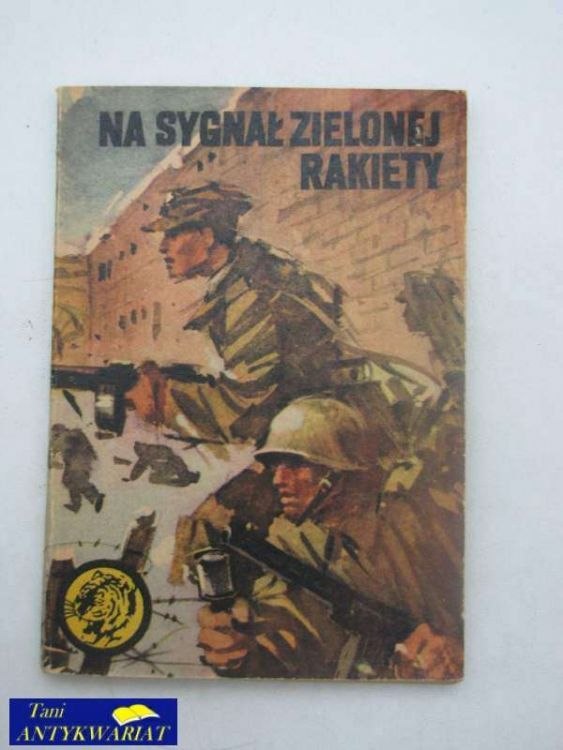 NA SYGNAŁ ZIELONEJ
RAKIETY
Tani
ANTYKWARIAT